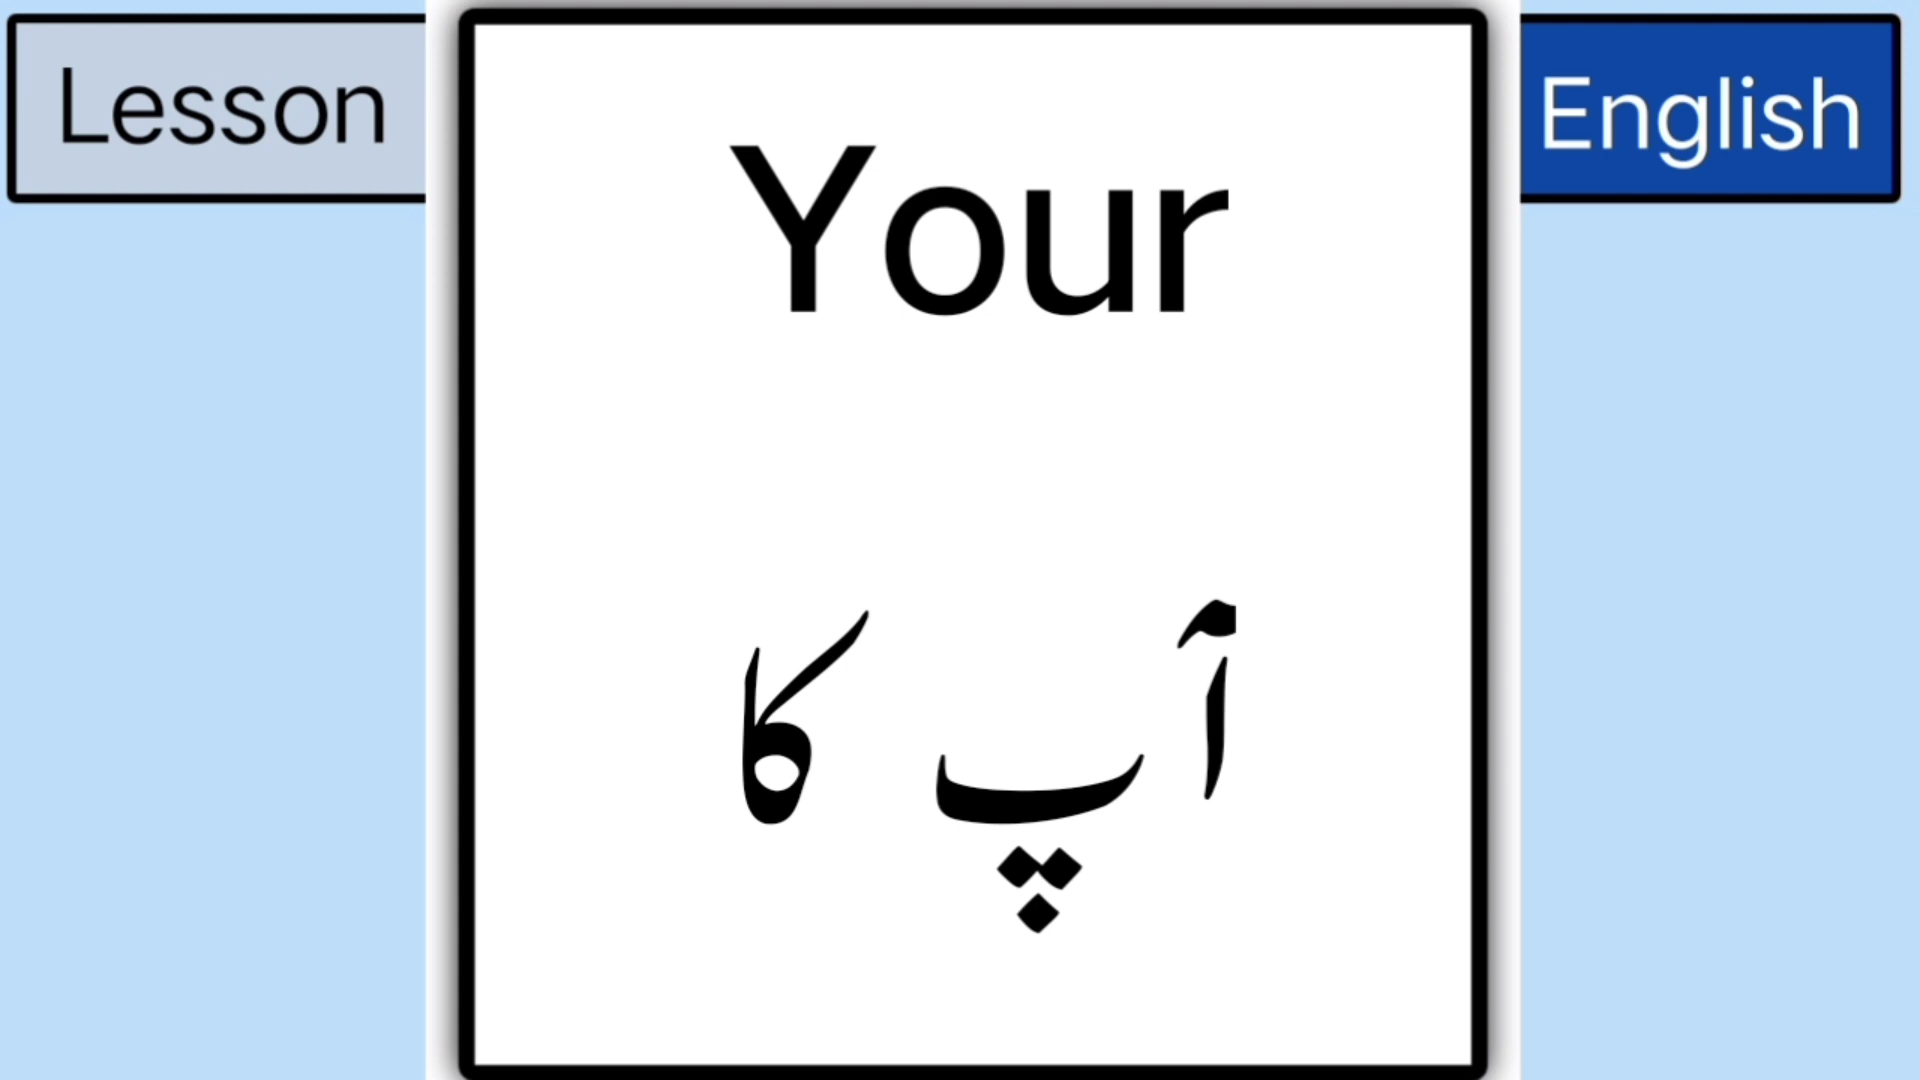 Lesson
English
Your
آپ کا